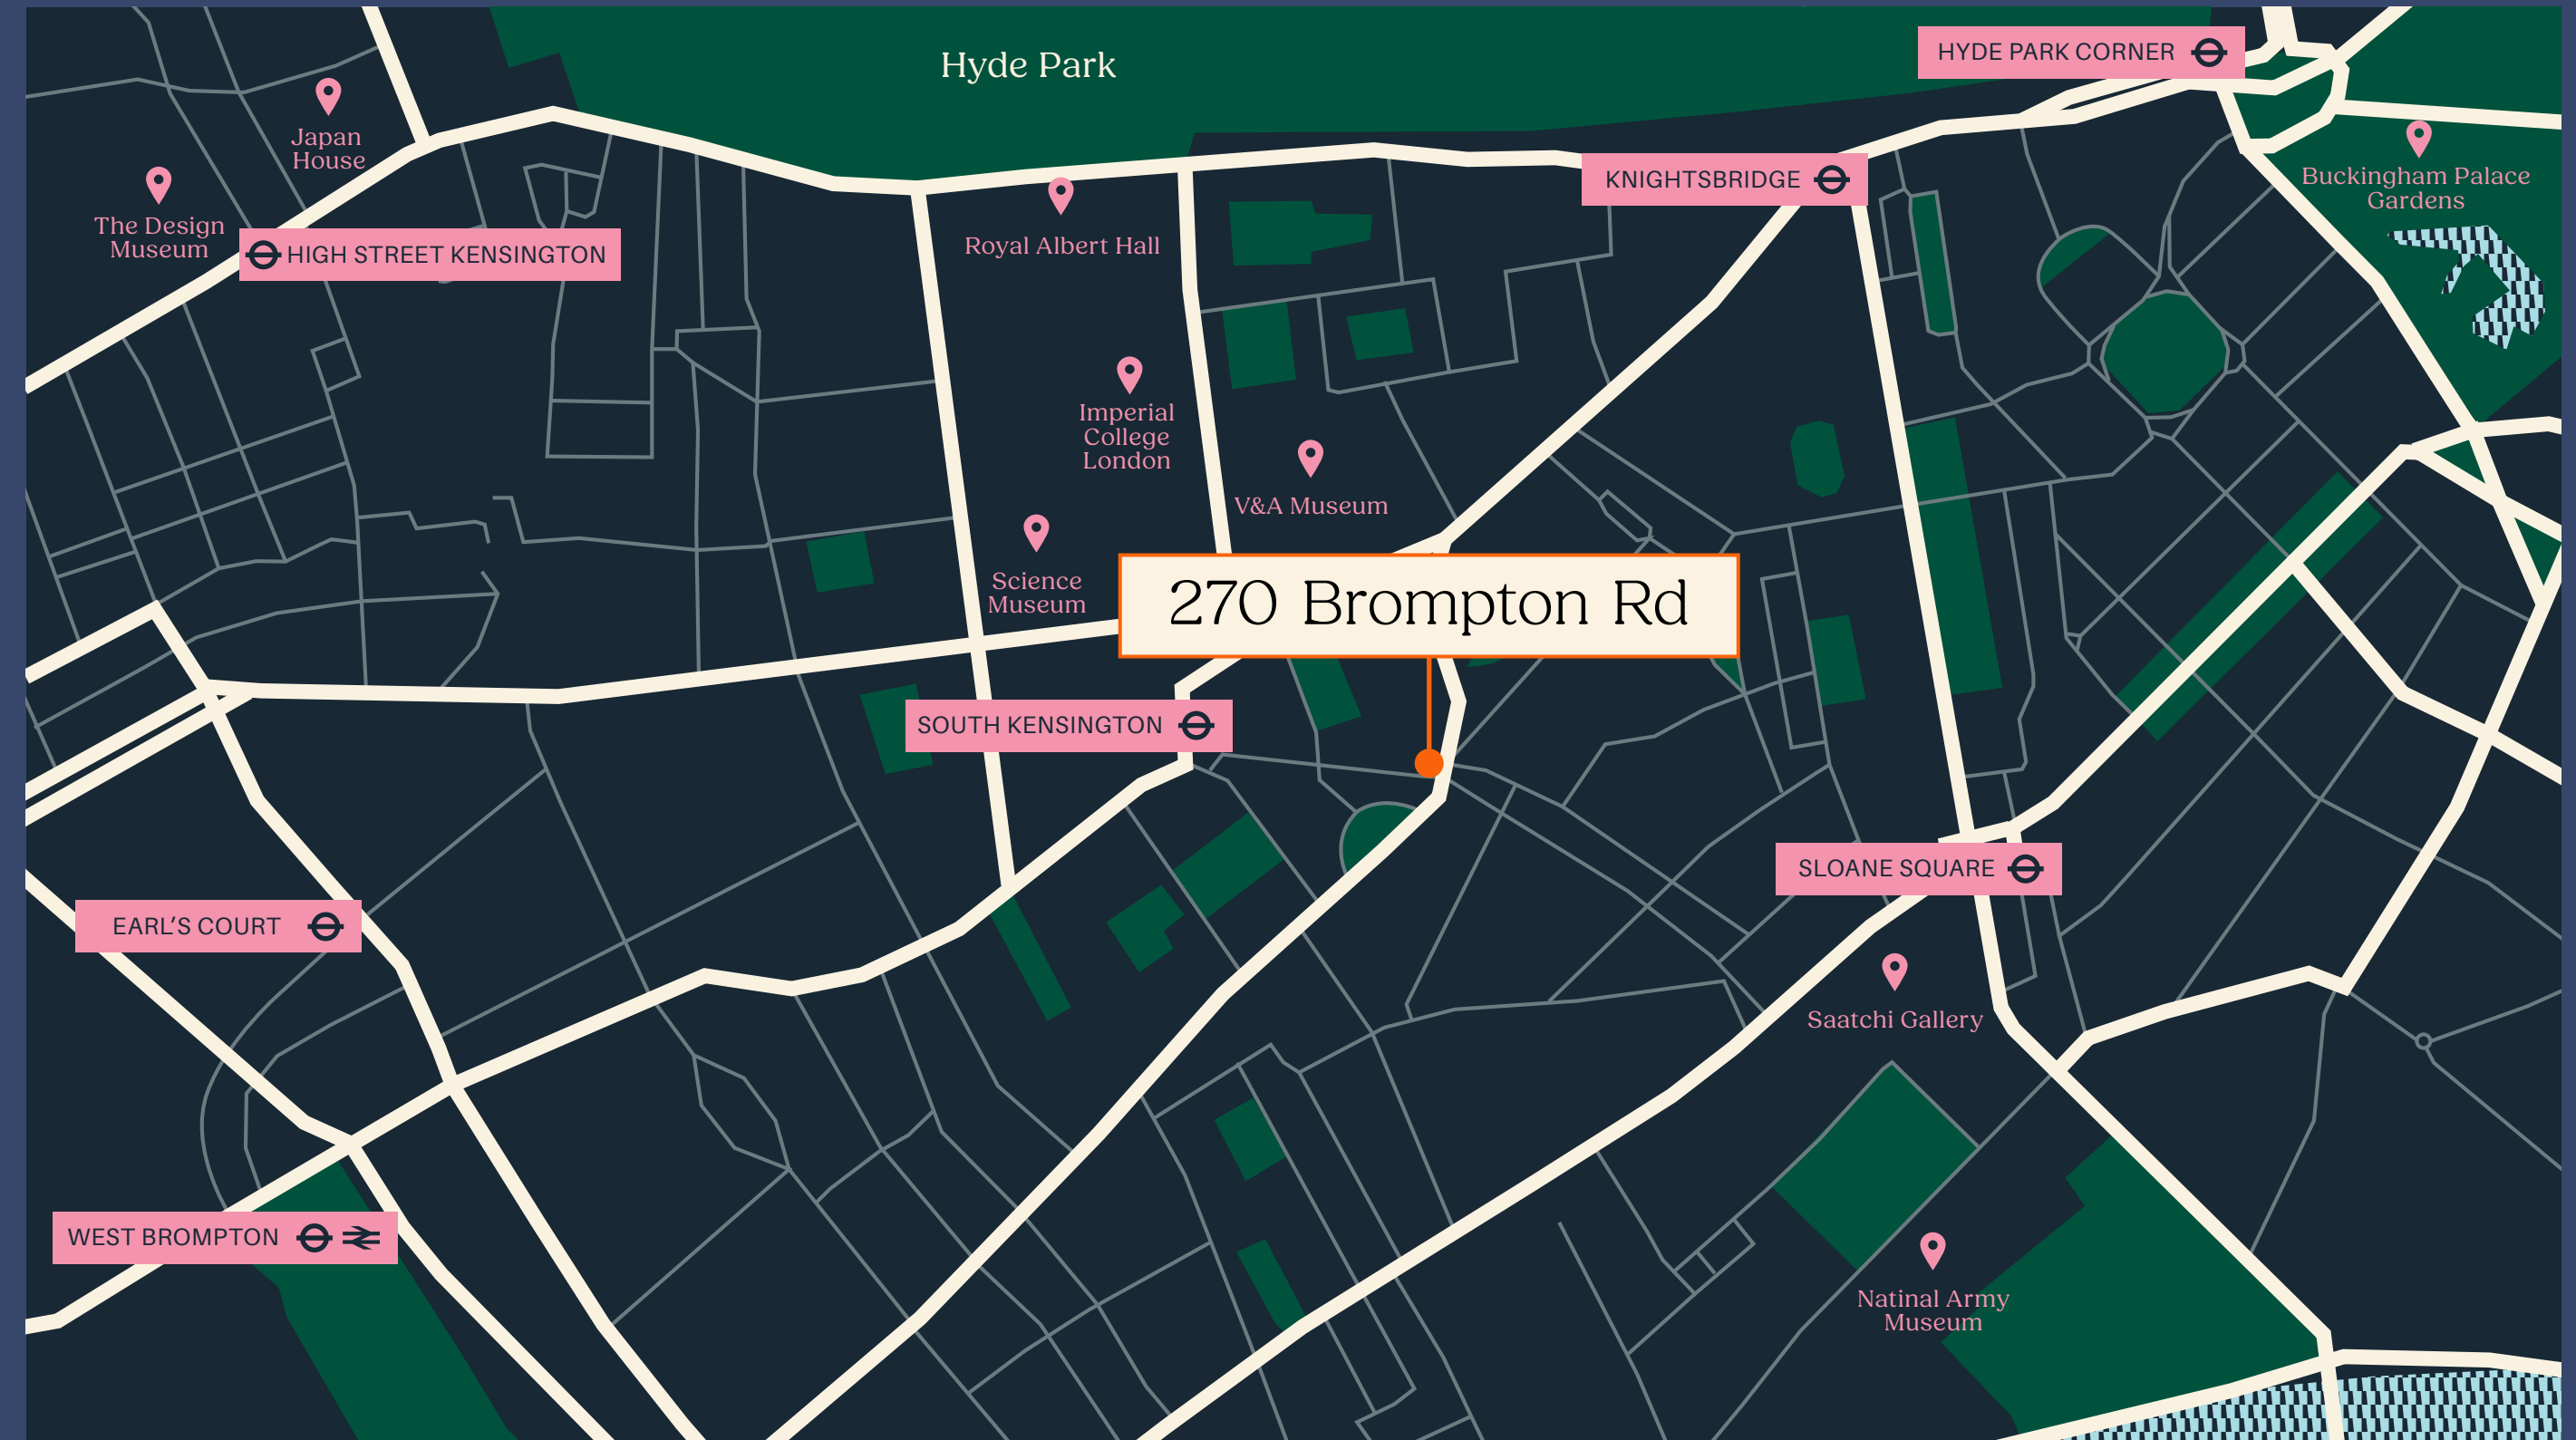 Hyde Park
HYDE PARK CORNER
Japan
House
KNIGHTSBRIDGE
Buckingham Palace
Gardens
The Design
Museum
HIGH STREET KENSINGTON
Royal Albert Hall
Imperial
College
London
V&A Museum
Science
Museum
270 Brompton Rd
SOUTH KENSINGTON
SLOANE SQUARE
EARL’S COURT
Saatchi Gallery
WEST BROMPTON
Natinal Army
Museum